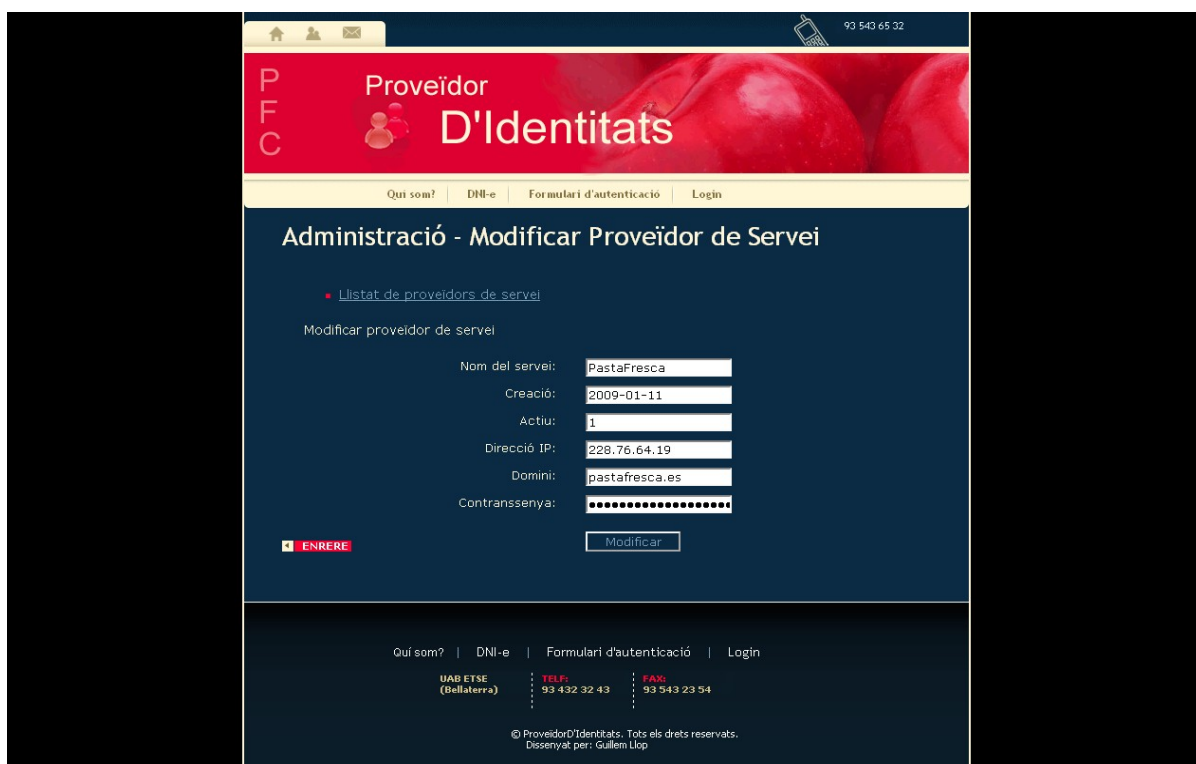 93 543 65 32
P
F
C
Proveïdor
D'Identitats
Qui som? DNI-e Formulari d'autenticació Login
Administració - Modificar Proveïdor de Servei
Llistat de proveïdors de servei
Modificar proveïdor de servei
Nom del servei: PastaFresca
Creació: 2009-01-11
Actiu: 1
Direcció IP: 228.76.64.19
Domini: pastafresca.es
Contranssenya: ●●●●●●●●●●●●●●●●●●●
ENRERE Modificar
Quí som? | DNI-e | Formulari d'autenticació | Login
UAB ETSE TELF: FAX:
(Bellaterra) 93 432 32 43 93 543 23 54
© ProveïdorD'Identitats. Tots els drets reservats.
Dissenyat per: Guillem Llop